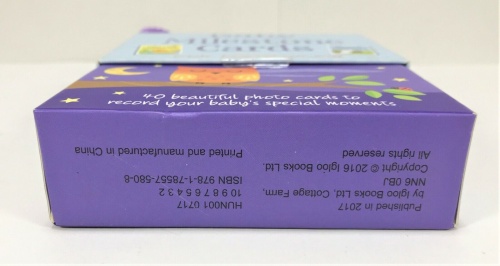 Milestone
Cards
40 beautiful photo cards to
record your baby's special moments
Published in 2017
by Igloo Books Ltd, Cottage Farm,
NN6 0BJ
Copyright © 2016 Igloo Books Ltd.
All rights reserved
HUN001 0717
10 9 8 7 6 5 4 3 2
ISBN 978-1-78557-580-8
Printed and manufactured in China